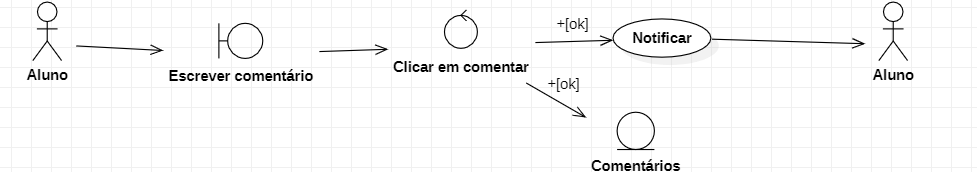 Aluno
Escrever comentário
Clicar em comentar
+[ok]
Notificar
Aluno
+[ok]
Comentários